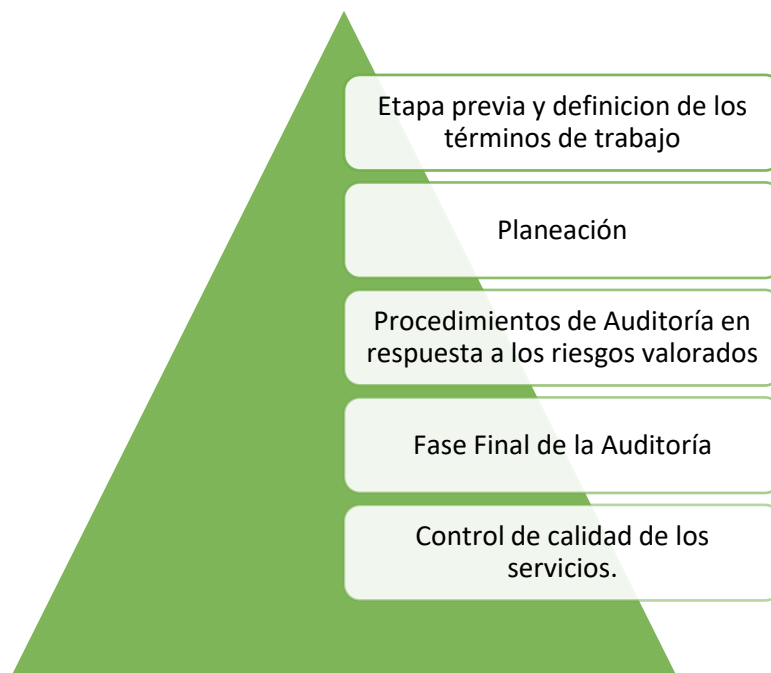 Etapa previa y definicion de los
términos de trabajo
Planeación
Procedimientos de Auditoría en
respuesta a los riesgos valorados
Fase Final de la Auditoría
Control de calidad de los
servicios.